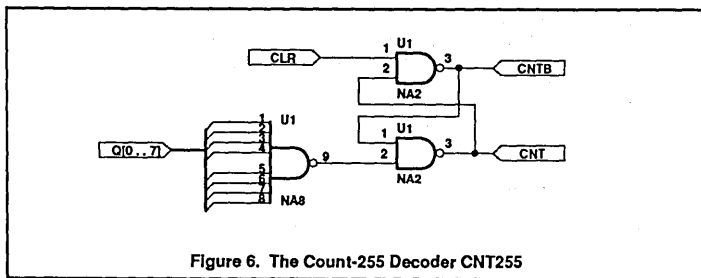 U1
CLR
1
2
3
CNTB
NA2
1
2
3
4
5
6
7
8
U1
Q[0 . . 7]
9
NA8
U1
1
2
3
CNT
NA2
Figure 6. The Count-255 Decoder CNT255